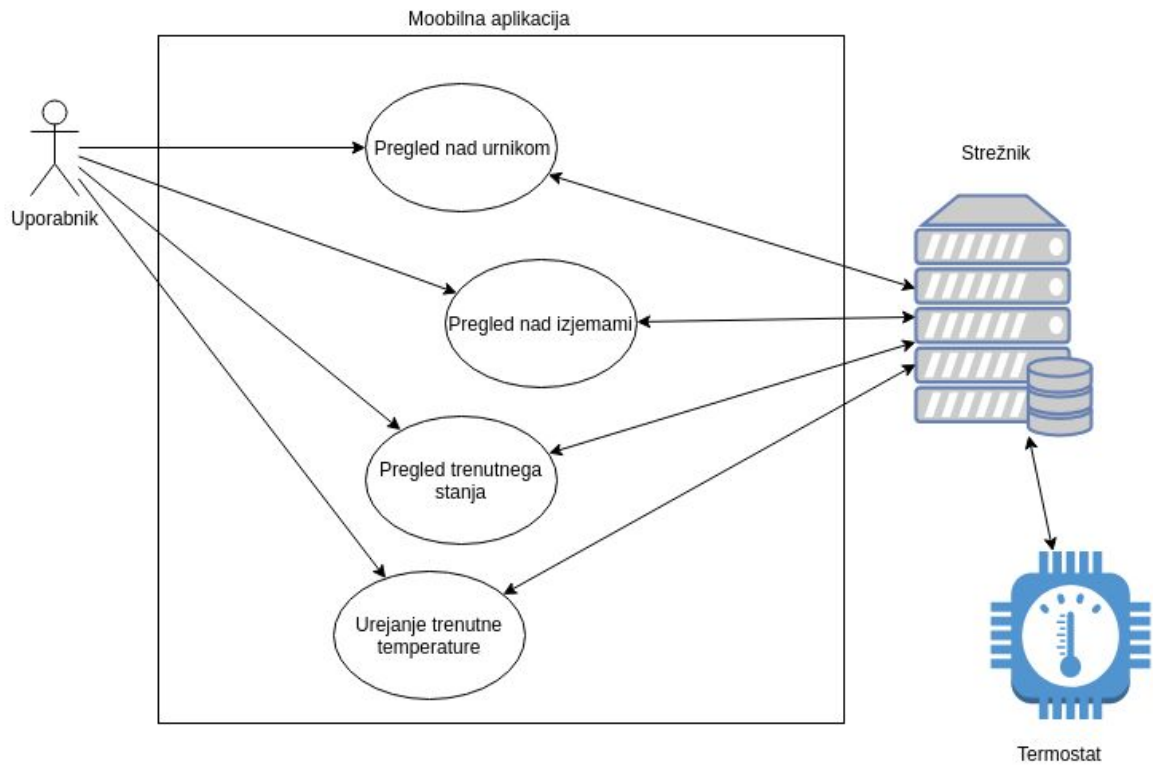 Moobilna aplikacija
Uporabnik
Pregled nad urnikom
Pregled nad izjemami
Pregled trenutnega
stanja
Urejanje trenutne
temperature
Strežnik
Termostat